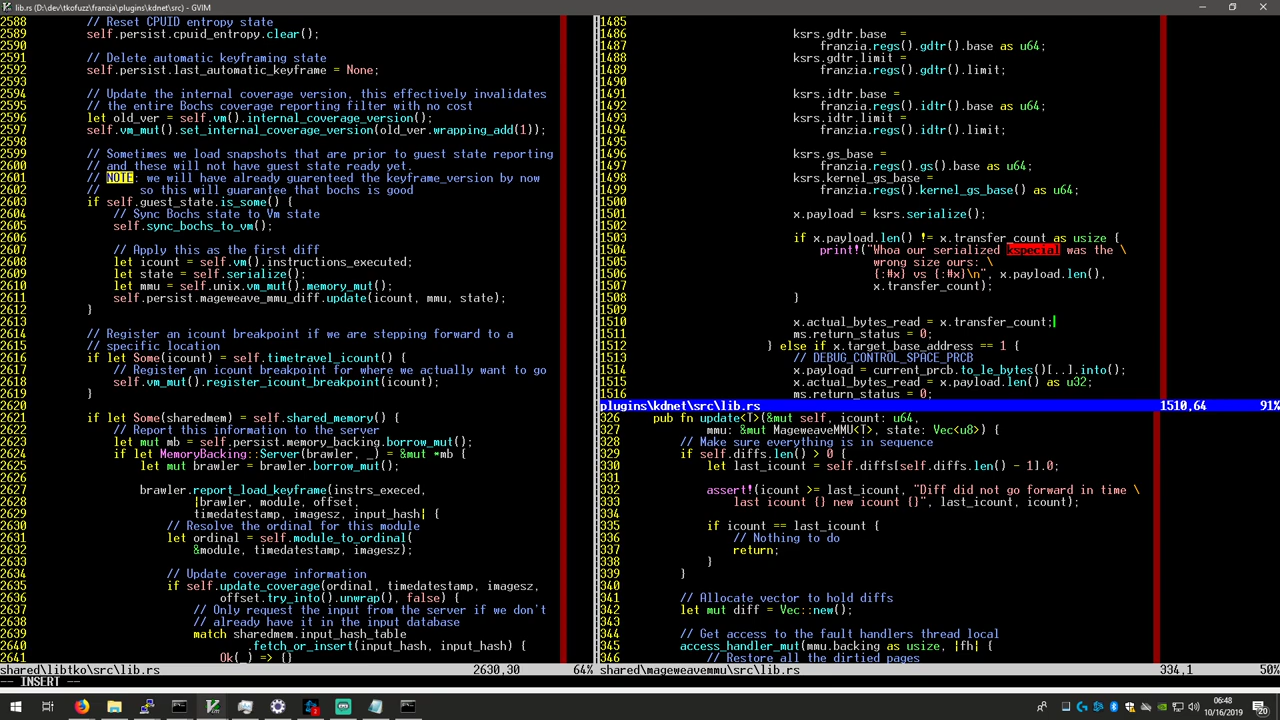 lib.rs (D:\dev\tkofuzz\franzia\plugins\kdnet\src) - GVIM
2588 // Reset CPUID entropy state
2589 self.persist.cpuid_entropy.clear();
2590
2591 // Delete automatic keyframing state
2592 self.persist.last_automatic_keyframe = None;
2593
2594 // Update the internal coverage version, this effectively invalidates
2595 // the entire Bochs coverage reporting filter with no cost
2596 let old_ver = self.vm().internal_coverage_version();
2597 self.vm_mut().set_internal_coverage_version(old_ver.wrapping_add(1));
2598
2599 // Sometimes we load snapshots that are prior to guest state reporting
2600 // and these will not have guest state ready yet.
2601 // NOTE: we will have already guarenteed the keyframe_version by now
2602 // so this will guarantee that bochs is good
2603 if self.guest_state.is_some() {
2604 // Sync Bochs state to Vm state
2605 self.sync_bochs_to_vm();
2606
2607 // Apply this as the first diff
2608 let icount = self.vm().instructions_executed;
2609 let state = self.serialize();
2610 let mmu = self.unix.vm_mut().memory_mut();
2611 self.persist.mageweave_mmu_diff.update(icount, mmu, state);
2612 }
2613
2614 // Register an icount breakpoint if we are stepping forward to a
2615 // specific location
2616 if let Some(icount) = self.timetravel_icount() {
2617 // Register an icount breakpoint for where we actually want to go
2618 self.vm_mut().register_icount_breakpoint(icount);
2619 }
2620
2621 if let Some(sharedmem) = self.shared_memory() {
2622 // Report this information to the server
2623 let mut mb = self.persist.memory_backing.borrow_mut();
2624 if let MemoryBacking::Server(brawler, _) = &mut *mb {
2625 let mut brawler = brawler.borrow_mut();
2626
2627 brawler.report_load_keyframe(instrs_execed,
2628 |brawler, module, offset,
2629 timedatestamp, imagesz, input_hash| {
2630 // Resolve the ordinal for this module
2631 let ordinal = self.module_to_ordinal(
2632 &module, timedatestamp, imagesz);
2633
2634 // Update coverage information
2635 if self.update_coverage(ordinal, timedatestamp, imagesz,
2636 offset.try_into().unwrap(), false) {
2637 // Only request the input from the server if we don't
2638 // already have it in the input database
2639 match sharedmem.input_hash_table
2640 .fetch_or_insert(input_hash, input_hash) {
2641 Ok(_) => {}
shared\libtko\src\lib.rs 2630,30 64%
-- INSERT --
1485
1486 ksrs.gdtr.base =
1487 franzia.regs().gdtr().base as u64;
1488 ksrs.gdtr.limit =
1489 franzia.regs().gdtr().limit;
1490
1491 ksrs.idtr.base =
1492 franzia.regs().idtr().base as u64;
1493 ksrs.idtr.limit =
1494 franzia.regs().idtr().limit;
1495
1496 ksrs.gs_base =
1497 franzia.regs().gs().base as u64;
1498 ksrs.kernel_gs_base =
1499 franzia.regs().kernel_gs_base() as u64;
1500
1501 x.payload = ksrs.serialize();
1502
1503 if x.payload.len() != x.transfer_count as usize {
1504 print!("Whoa our serialized kspecial was the \
1505 wrong size ours: \
1506 {:#x} vs {:#x}\n", x.payload.len(),
1507 x.transfer_count);
1508 }
1509
1510 x.actual_bytes_read = x.transfer_count;
1511 ms.return_status = 0;
1512 } else if x.target_base_address == 1 {
1513 // DEBUG_CONTROL_SPACE_PRCB
1514 x.payload = current_prcb.to_le_bytes()[..].into();
1515 x.actual_bytes_read = x.payload.len() as u32;
1516 ms.return_status = 0;
plugins\kdnet\src\lib.rs 1510,64 91%
326 pub fn update<T>(&mut self, icount: u64,
327 mmu: &mut MageweaveMMU<T>, state: Vec<u8>) {
328 // Make sure everything is in sequence
329 if self.diffs.len() > 0 {
330 let last_icount = self.diffs[self.diffs.len() - 1].0;
331
332 assert!(icount >= last_icount, "Diff did not go forward in time \
333 last icount {} new icount {}", last_icount, icount);
334
335 if icount == last_icount {
336 // Nothing to do
337 return;
338 }
339 }
340
341 // Allocate vector to hold diffs
342 let mut diff = Vec::new();
343
344 // Get access to the fault handlers thread local
345 access_handler_mut(mmu.backing as usize, |fh| {
346 // Restore all the dirtied pages
shared\mageweavemmu\src\lib.rs 334,1 50%
06:48
10/16/2019
20